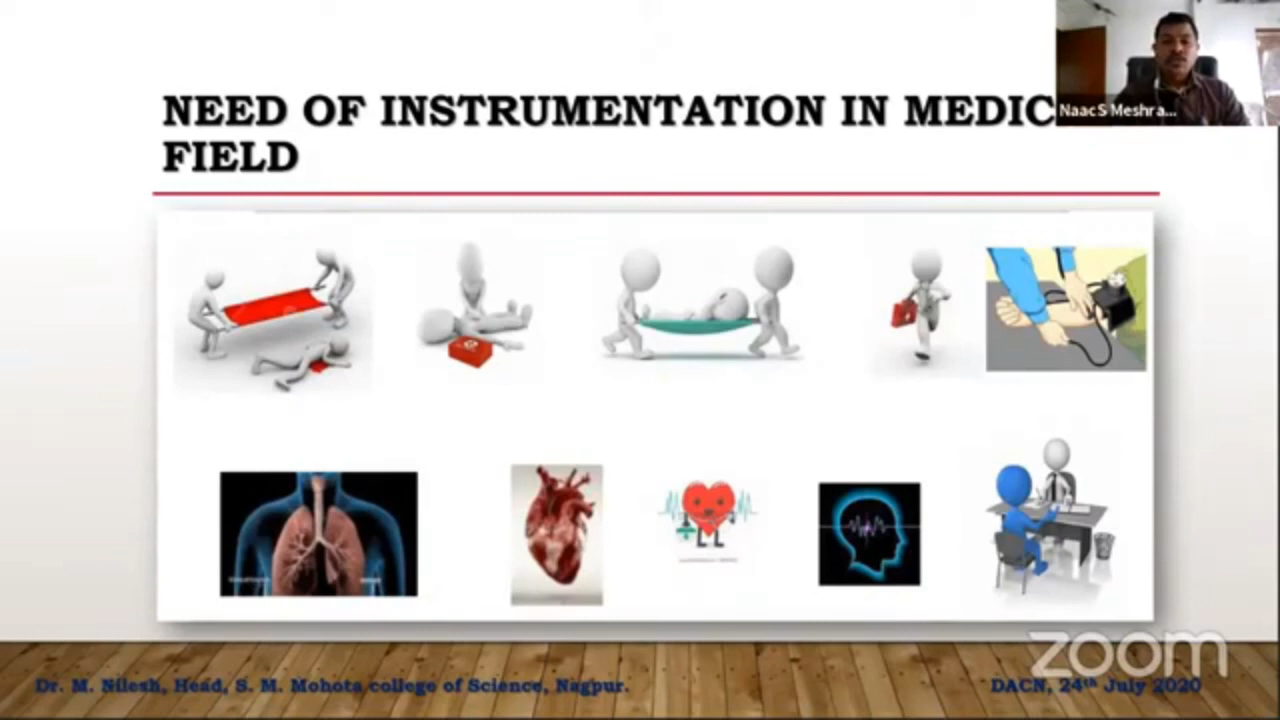 NEED OF INSTRUMENTATION IN MEDIC
FIELD
NaacS Meshra...
zoom
Dr. M. Nilesh, Head, S. M. Mohota college of Science, Nagpur.
DACN, 24th July 2020